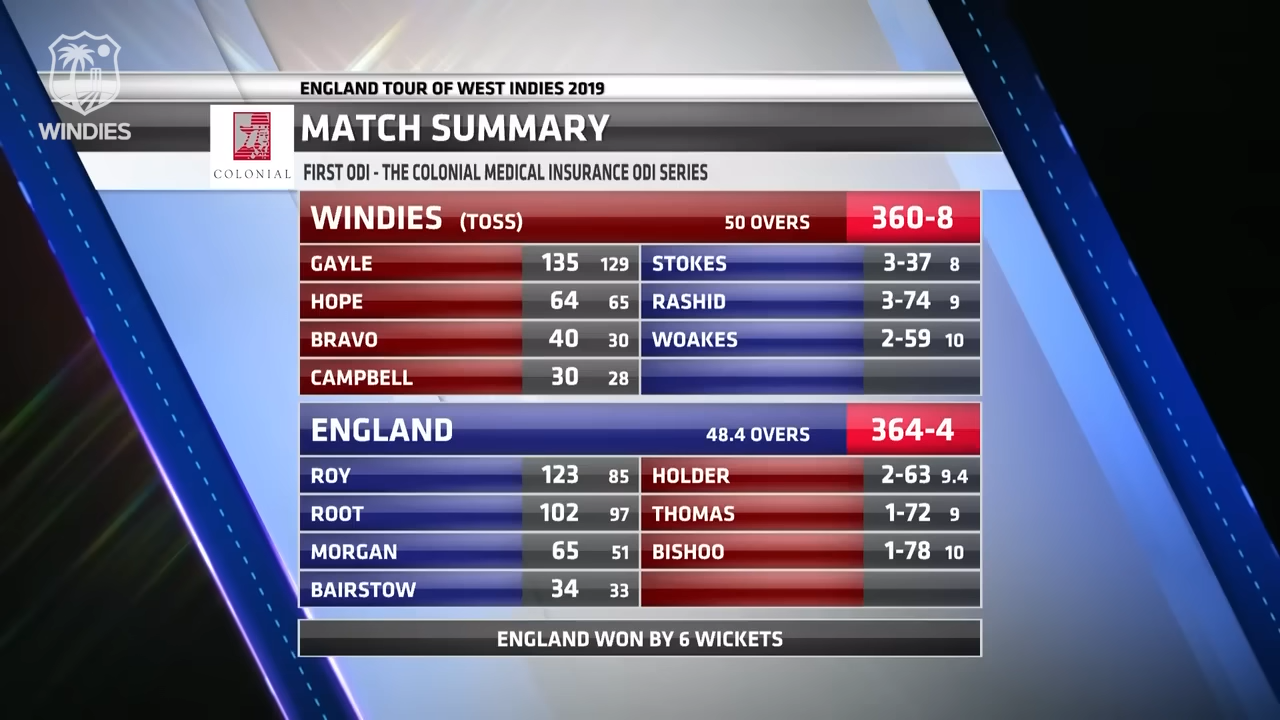 WINDIES
ENGLAND TOUR OF WEST INDIES 2019
MATCH SUMMARY
COLONIAL
FIRST ODI - THE COLONIAL MEDICAL INSURANCE ODI SERIES
WINDIES (TOSS) 50 OVERS 360-8
GAYLE 135 129 STOKES 3-37 8
HOPE 64 65 RASHID 3-74 9
BRAVO 40 30 WOAKES 2-59 10
CAMPBELL 30 28
ENGLAND 48.4 OVERS 364-4
ROY 123 85 HOLDER 2-63 9.4
ROOT 102 97 THOMAS 1-72 9
MORGAN 65 51 BISHOO 1-78 10
BAIRSTOW 34 33
ENGLAND WON BY 6 WICKETS